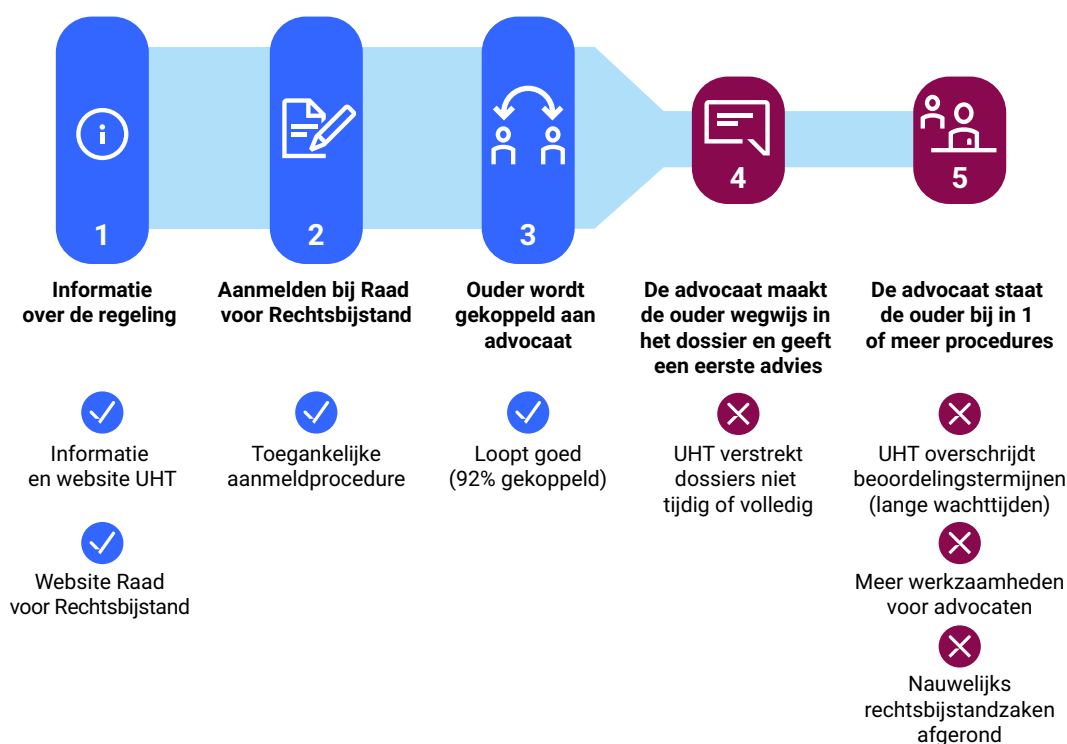 1
2
3
4
5
Informatie
over de regeling
Aanmelden bij Raad
voor Rechtsbijstand
Ouder wordt
gekoppeld aan
advocaat
De advocaat maakt
de ouder wegwijs in
het dossier en geeft
een eerste advies
De advocaat staat
de ouder bij in 1
of meer procedures
Informatie
en website UHT
Website Raad
voor Rechtsbijstand
Toegankelijke
aanmeldprocedure
Loopt goed
(92% gekoppeld)
UHT verstrekt
dossiers niet
tijdig of volledig
UHT overschrijdt
beoordelingstermijnen
(lange wachttijden)
Meer werkzaamheden
voor advocaten
Nauwelijks
rechtsbijstandzaken
afgerond